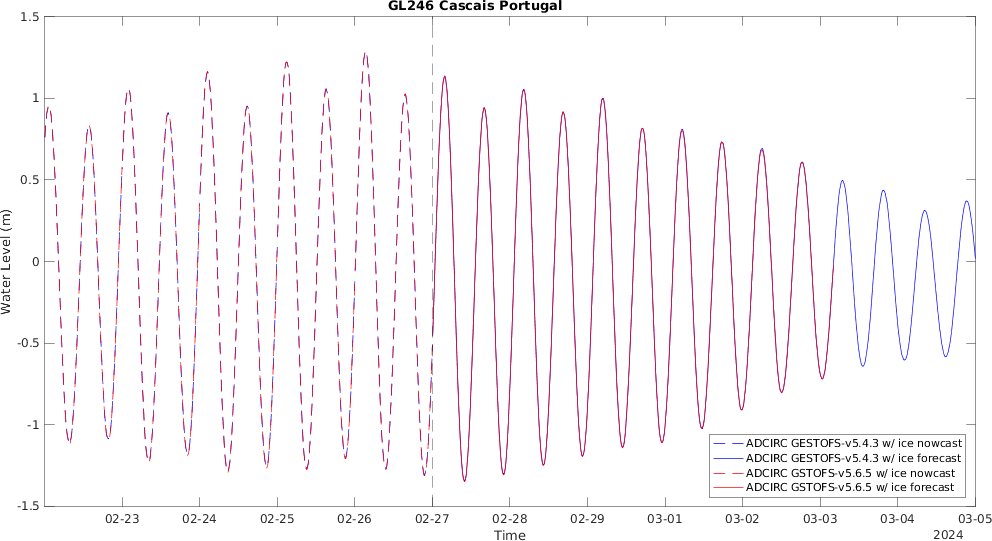 GL246 Cascais Portugal
1.5
1
0.5
0
-0.5
-1
-1.5
Water Level (m)
ADCIRC GESTOFS-v5.4.3 w/ ice nowcast
ADCIRC GESTOFS-v5.4.3 w/ ice forecast
ADCIRC GSTOFS-v5.6.5 w/ ice nowcast
ADCIRC GSTOFS-v5.6.5 w/ ice forecast
02-23 02-24 02-25 02-26 02-27 02-28 02-29 03-01 03-02 03-03 03-04 03-05
Time
2024